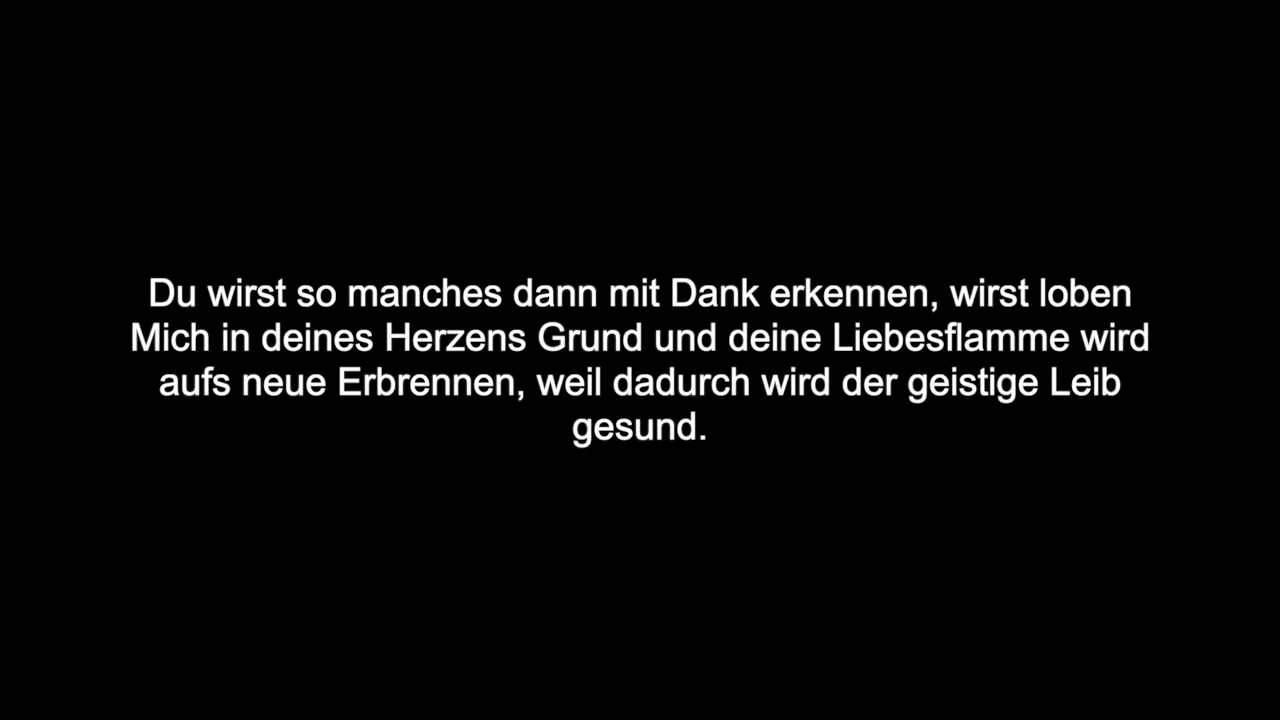 Du wirst so manches dann mit Dank erkennen, wirst loben
Mich in deines Herzens Grund und deine Liebesflamme wird
aufs neue Erbrennen, weil dadurch wird der geistige Leib
gesund.